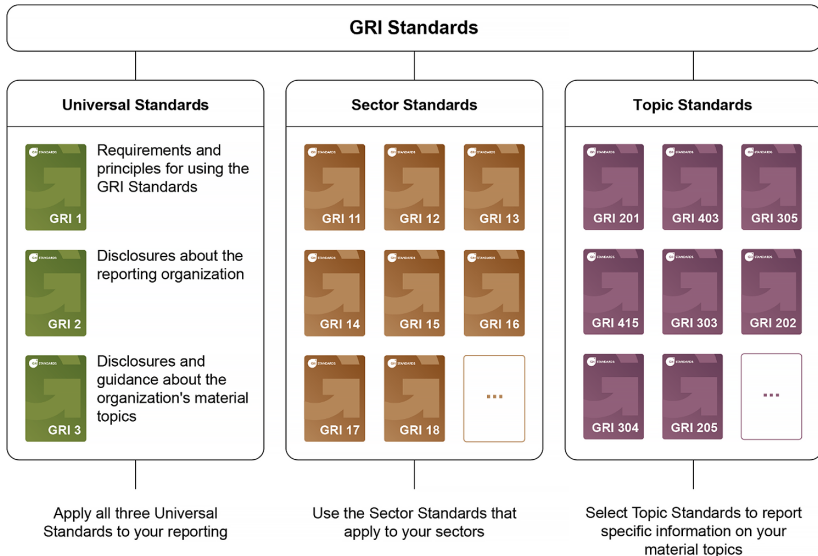 GRI Standards
Universal Standards
GRI 1
Requirements and
principles for using the
GRI Standards
GRI 2
Disclosures about the
reporting organization
GRI 3
Disclosures and
guidance about the
organization's material
topics
Apply all three Universal
Standards to your reporting
Sector Standards
GRI 11
GRI 12
GRI 13
GRI 14
GRI 15
GRI 16
GRI 17
GRI 18
...
Use the Sector Standards that
apply to your sectors
Topic Standards
GRI 201
GRI 403
GRI 305
GRI 415
GRI 303
GRI 202
GRI 304
GRI 205
...
Select Topic Standards to report
specific information on your
material topics